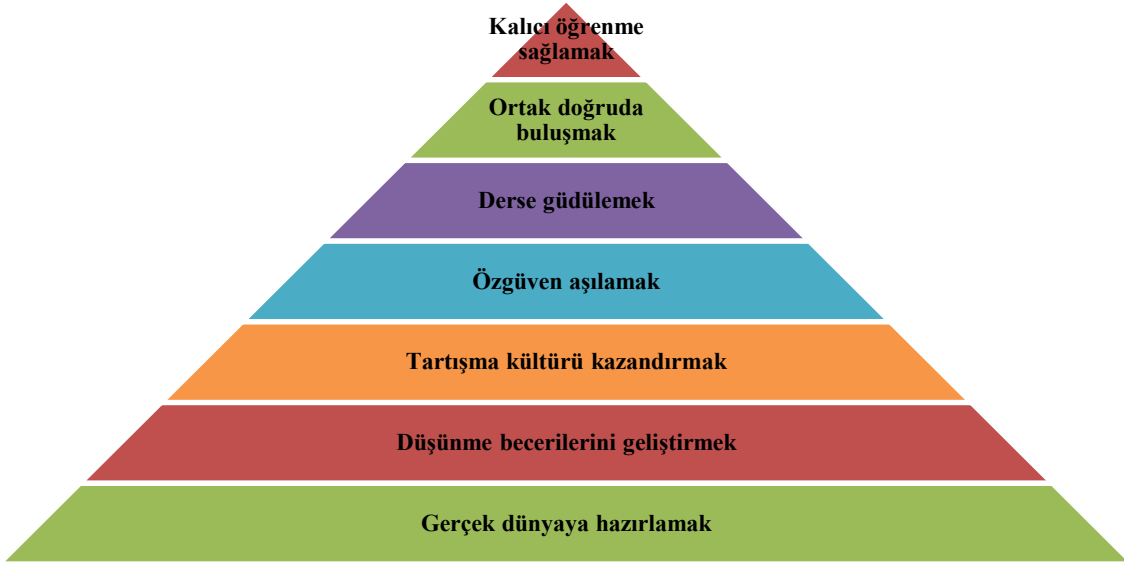 Kalıcı öğrenme
sağlamak
Ortak doğruda
buluşmak
Derse güdülemek
Özgüven aşılamak
Tartışma kültürü kazandırmak
Düşünme becerilerini geliştirmek
Gerçek dünyaya hazırlamak